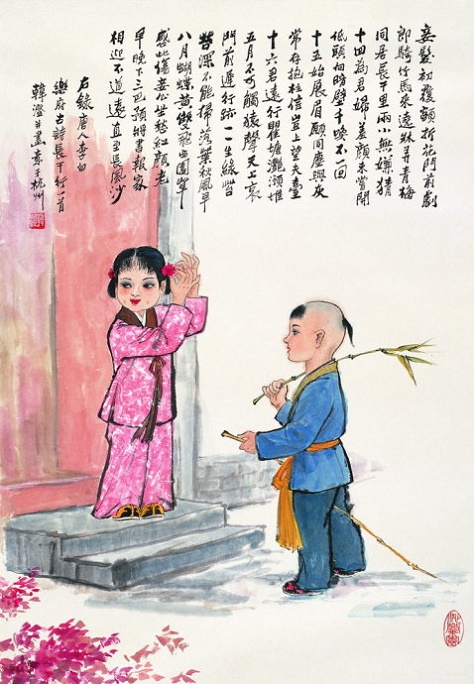 妾髮初覆額折花門前劇
郎騎竹馬來遶牀弄青梅
同居長干里兩小無嫌猜
十四為君婦羞顏未嘗開
低頭向暗壁千喚不一回
十五始展眉願同塵與灰
常存抱柱信豈上望夫臺
十六君遠行瞿塘灩澦堆
五月不可觸猿聲天上哀
門前遲行跡一一生綠苔
苔深不能掃落葉秋風早
八月蝴蝶黃雙飛西園草
感此傷妾心坐愁紅顏老
早晚下三巴預將書報家
相迎不道遠直至長風沙
右錄唐人李白
樂府古詩長干行一首
韓澄並畫書于杭州